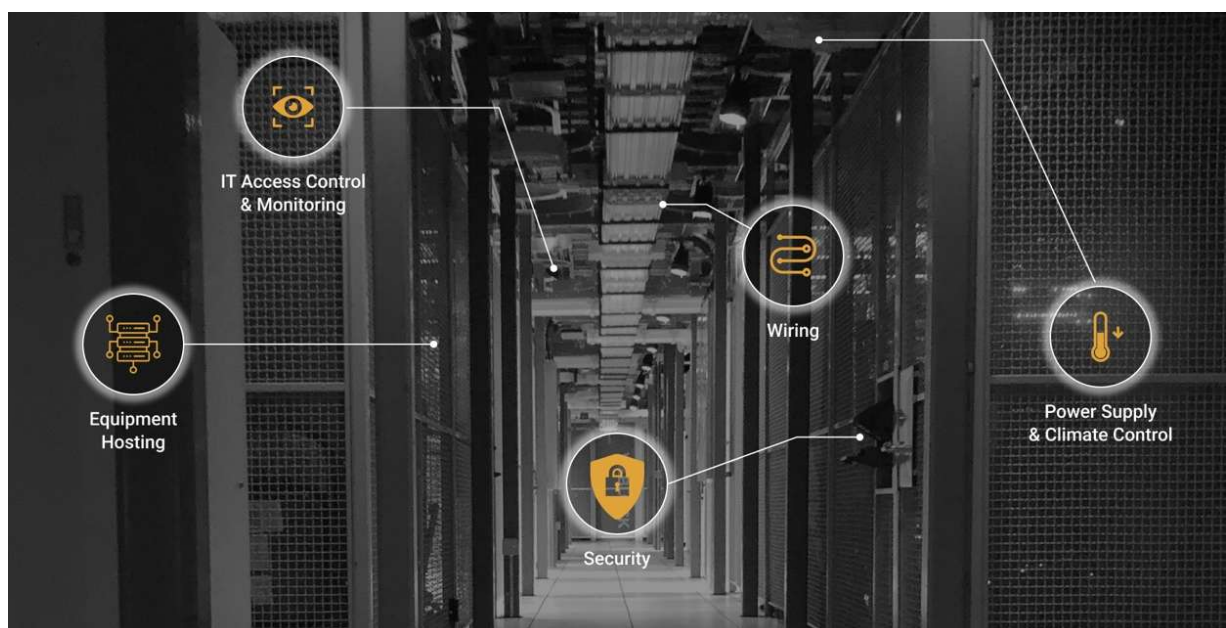 IT Access Control
& Monitoring
Wiring
Equipment
Hosting
Power Supply
& Climate Control
Security